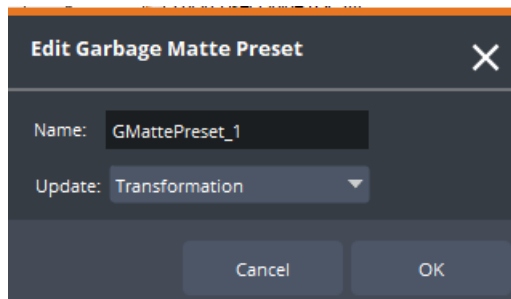 Edit Garbage Matte Preset
Name: GMattePreset_1
Update: Transformation
Cancel OK